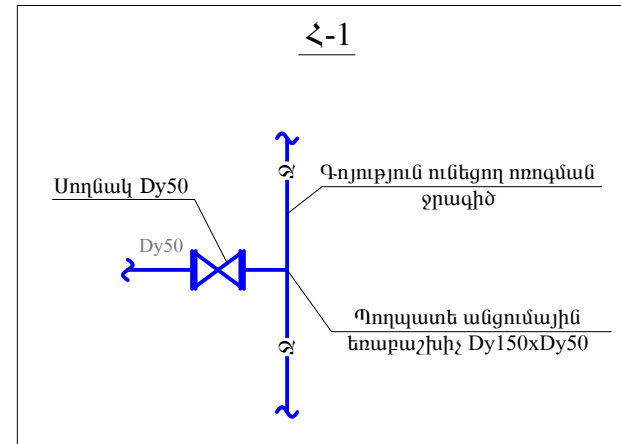 Հ-1
Ջ
Գոյություն ունեցող ոռոգման
ջրագիծ
Սողնակ Dy50
Dy50
Պողպատե անցումային
եռաբաշխիչ Dy150xDy50
Ջ